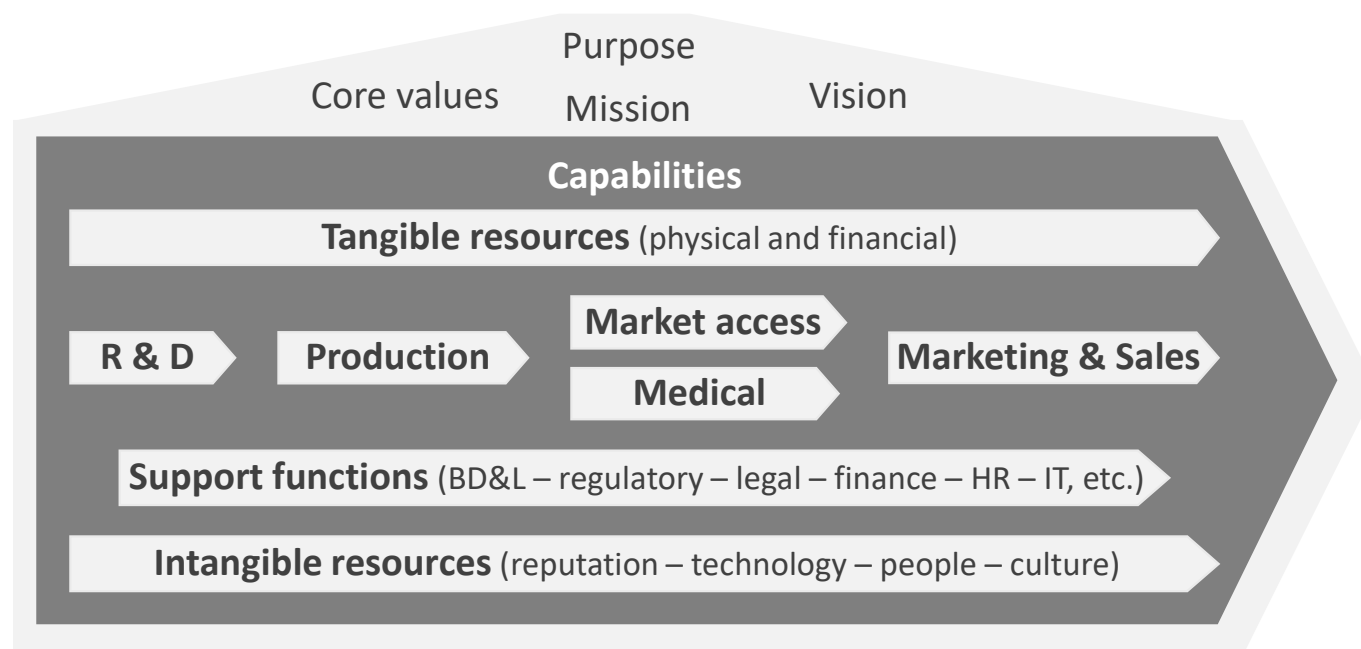 Purpose
Core values
Mission
Vision
Capabilities
Tangible resources (physical and financial)
R & D
Production
Market access
Medical
Marketing & Sales
Support functions (BD&L – regulatory – legal – finance – HR – IT, etc.)
Intangible resources (reputation – technology – people – culture)